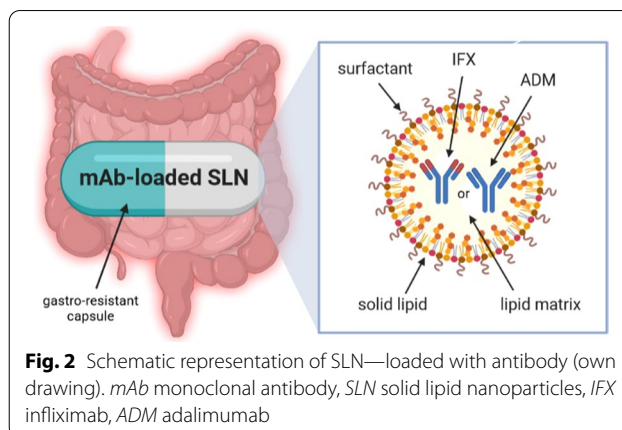 surfactant
IFX
ADM
mAb-loaded SLN
or
gastro-resistant
capsule
solid lipid
lipid matrix
Fig. 2 Schematic representation of SLN—loaded with antibody (own
drawing). mAb monoclonal antibody, SLN solid lipid nanoparticles, IFX
infliximab, ADM adalimumab